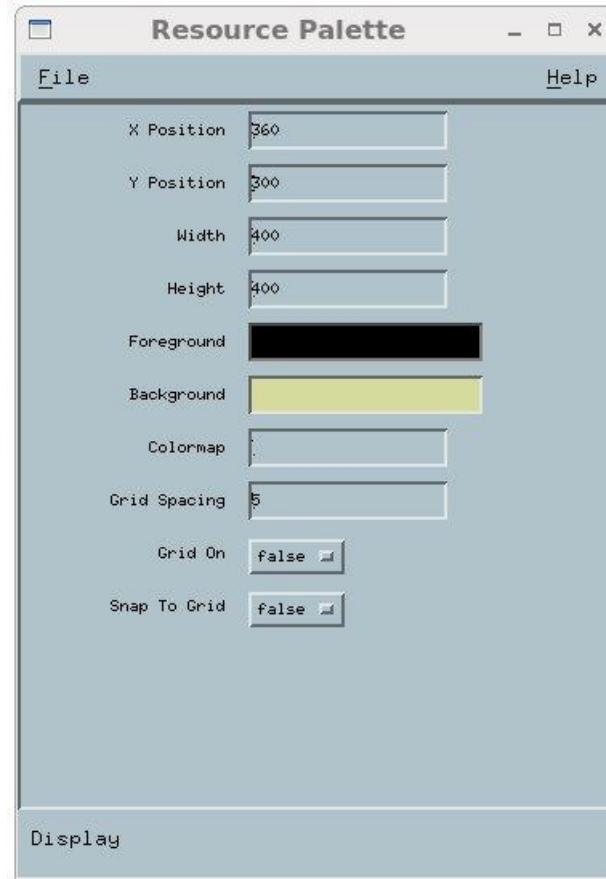 Resource Palette
File Help
X Position 360
Y Position 300
Width 400
Height 400
Foreground
Background
Colormap
Grid Spacing 5
Grid On false
Snap To Grid false
Display